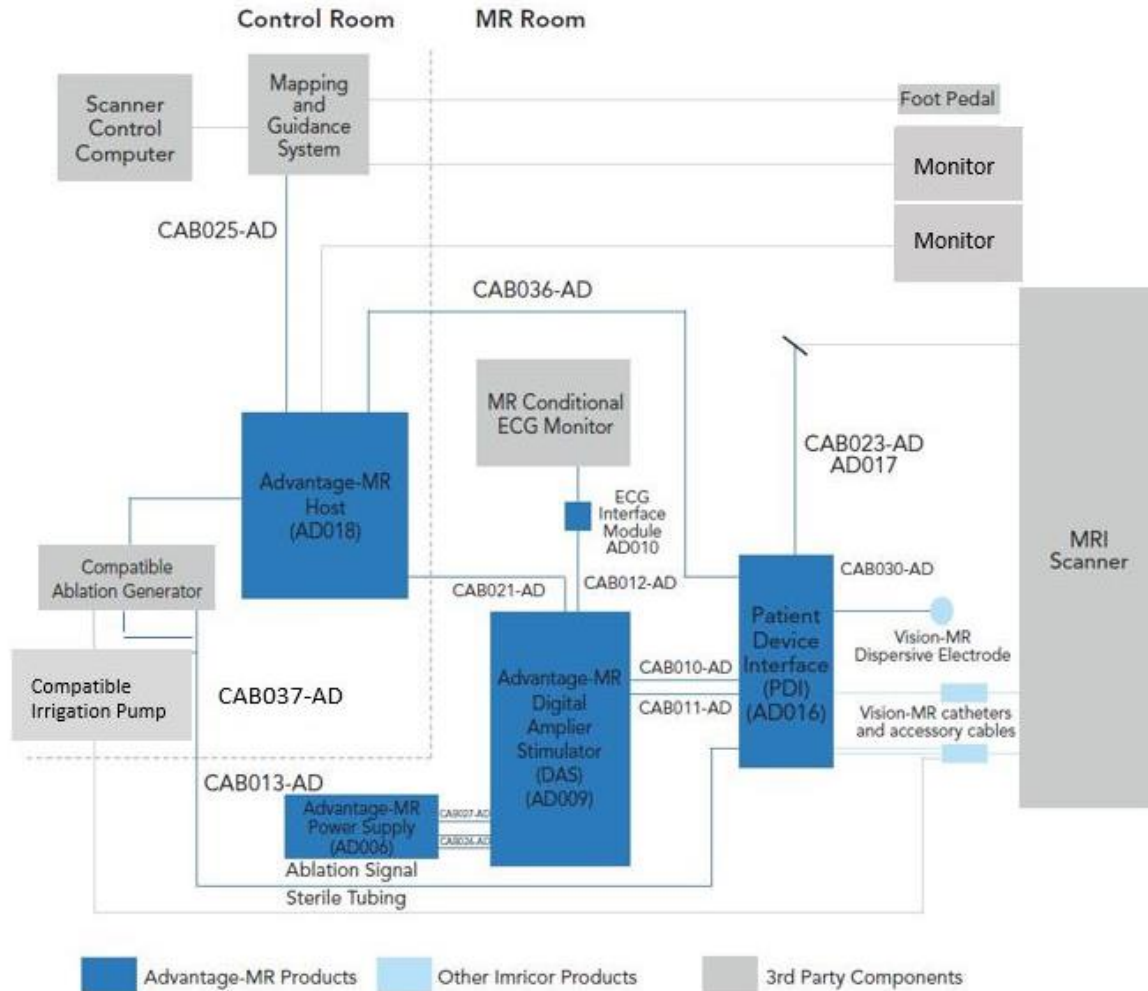 Control Room
MR Room
Scanner
Control
Computer
Mapping
and
Guidance
System
Foot Pedal
Monitor
Monitor
CAB025-AD
CAB036-AD
MR Conditional
ECG Monitor
CAB023-AD
AD017
Advantage-MR
Host
(AD018)
ECG
Interface
Module
AD010
MRI
Scanner
Compatible
Ablation Generator
CAB021-AD
CAB012-AD
CAB030-AD
Patient
Device
Interface
(PDI)
(AD016)
Vision-MR
Dispersive Electrode
Compatible
Irrigation Pump
CAB037-AD
Advantage-MR
Digital
Amplier
Stimulator
(DAS)
(AD009)
CAB010-AD
CAB011-AD
Vision-MR catheters
and accessory cables
CAB013-AD
Advantage-MR
Power Supply
(AD006)
CAB027-AD
CAB026-AD
Ablation Signal
Sterile Tubing
Advantage-MR Products
Other Imricor Products
3rd Party Components